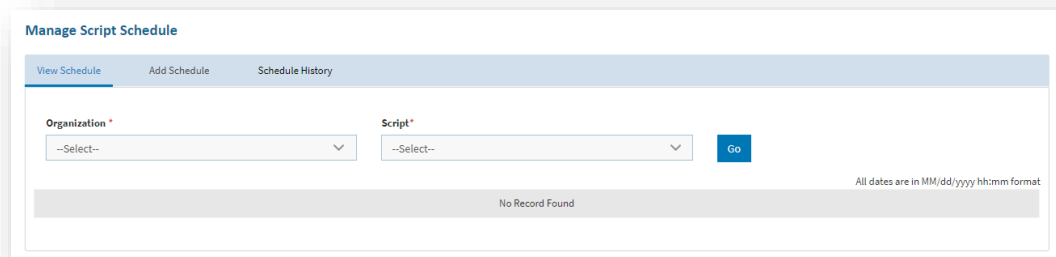 Manage Script Schedule
View Schedule Add Schedule Schedule History
Organization * Script*
--Select-- --Select-- Go
All dates are in MM/dd/yyyy hh:mm format
No Record Found